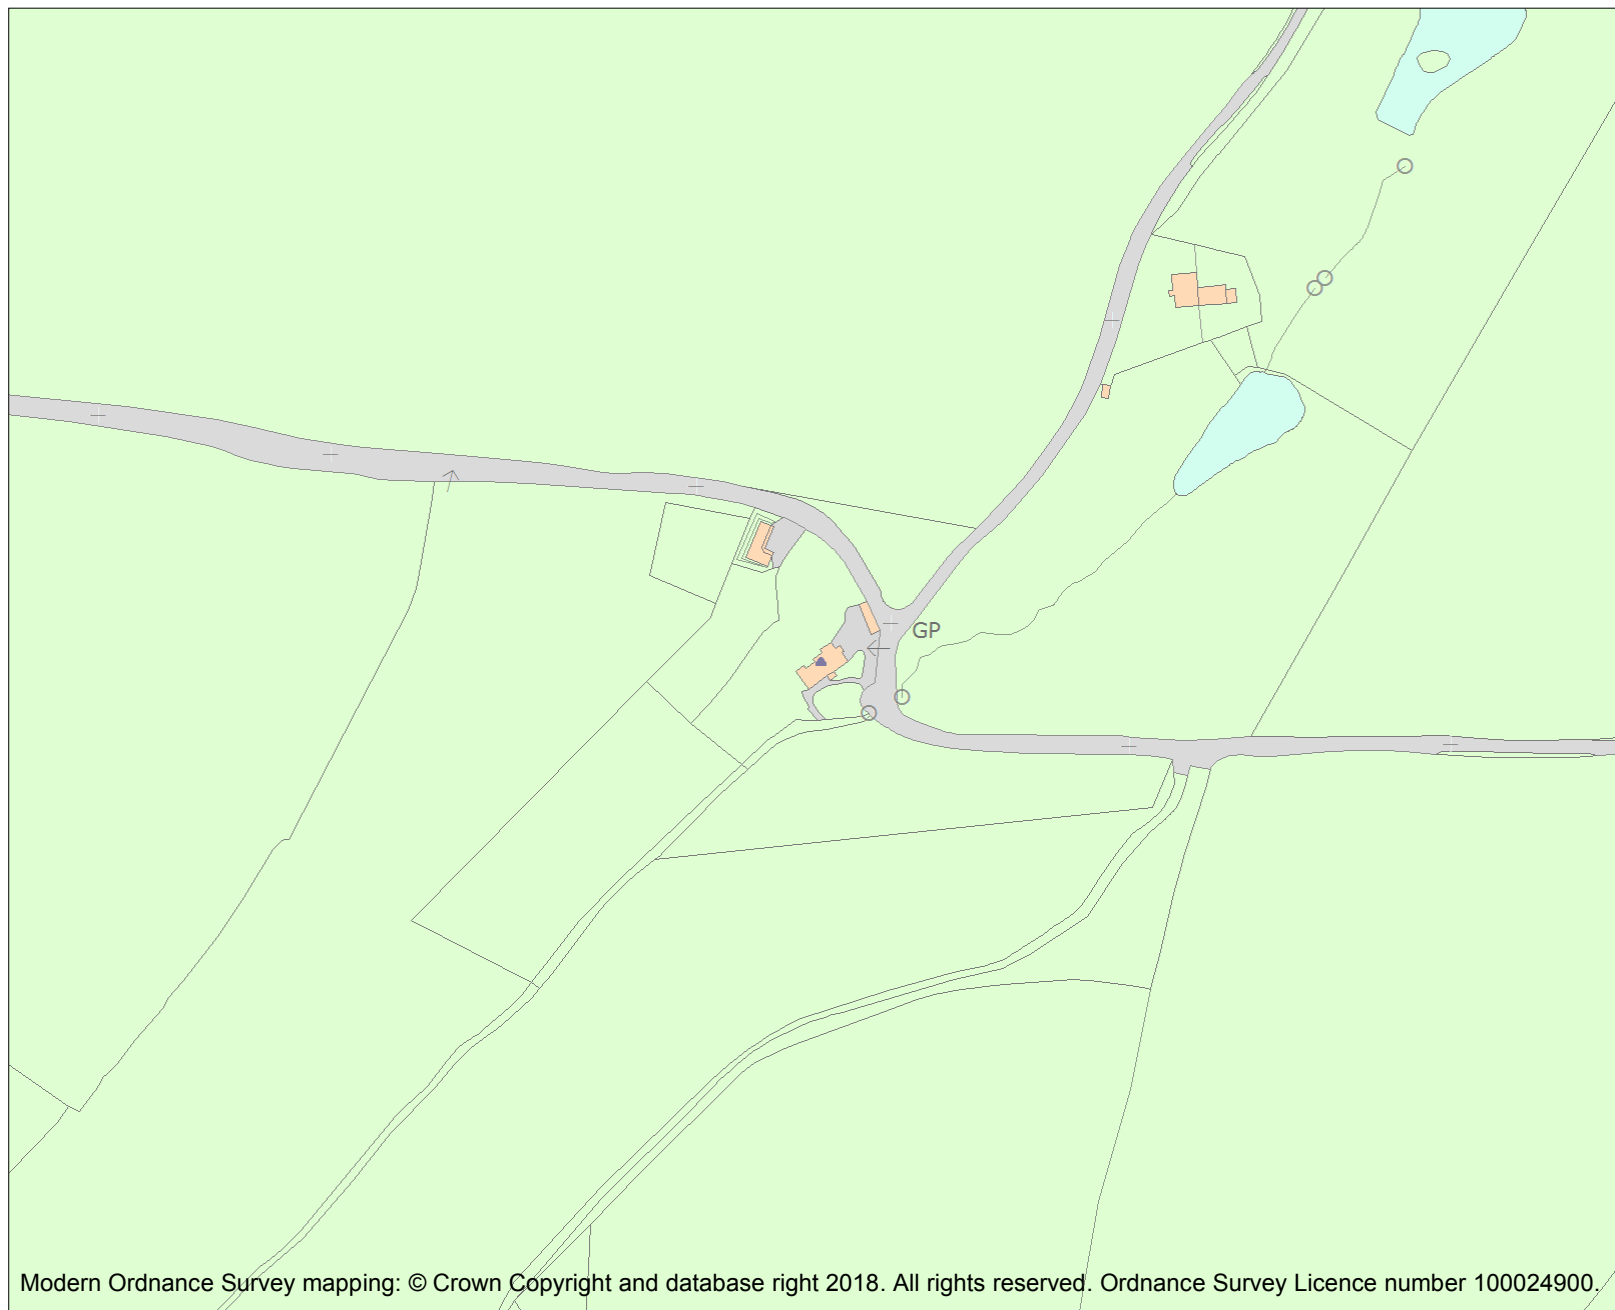 GP
Modern Ordnance Survey mapping: © Crown Copyright and database right 2018. All rights reserved. Ordnance Survey Licence number 100024900.